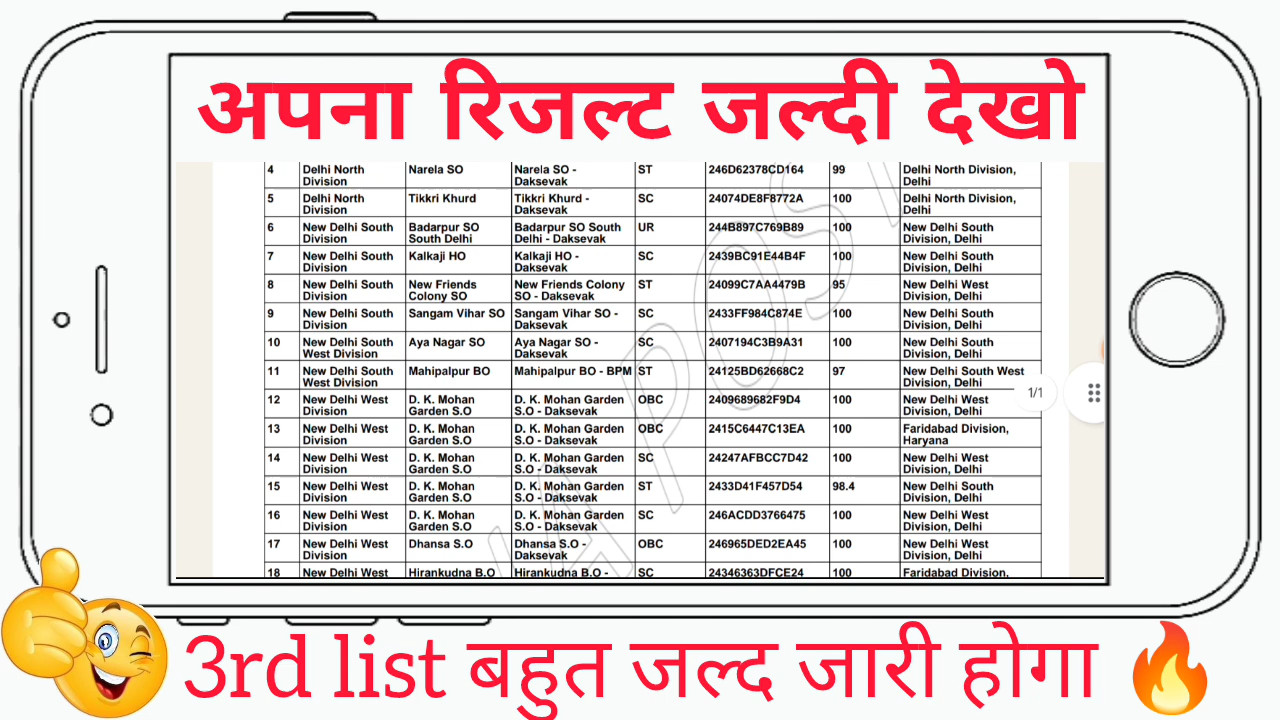 अपना रिजल्ट जल्दी देखो
4 Delhi North Division Narela SO Narela SO - Daksevak ST 246D62378CD164 99 Delhi North Division, Delhi
5 Delhi North Division Tikkri Khurd Tikkri Khurd - Daksevak SC 24074DE8F8772A 100 Delhi North Division, Delhi
6 New Delhi South Division Badarpur SO South Delhi Badarpur SO South Delhi - Daksevak UR 244B897C769B89 100 New Delhi South Division, Delhi
7 New Delhi South Division Kalkaji HO Kalkaji HO - Daksevak SC 2439BC91E44B4F 100 New Delhi South Division, Delhi
8 New Delhi South Division New Friends Colony SO New Friends Colony SO - Daksevak ST 24099C7AA4479B 95 New Delhi West Division, Delhi
9 New Delhi South Division Sangam Vihar SO Sangam Vihar SO - Daksevak SC 2433FF984C874E 100 New Delhi South Division, Delhi
10 New Delhi South West Division Aya Nagar SO Aya Nagar SO - Daksevak SC 2407194C3B9A31 100 New Delhi South Division, Delhi
11 New Delhi South West Division Mahipalpur BO Mahipalpur BO - BPM ST 24125BD62668C2 97 New Delhi South West Division, Delhi
1/1
12 New Delhi West Division D. K. Mohan Garden S.O D. K. Mohan Garden S.O - Daksevak OBC 2409689682F9D4 100 New Delhi West Division, Delhi
13 New Delhi West Division D. K. Mohan Garden S.O D. K. Mohan Garden S.O - Daksevak OBC 2415C6447C13EA 100 Faridabad Division, Haryana
14 New Delhi West Division D. K. Mohan Garden S.O D. K. Mohan Garden S.O - Daksevak SC 24247AFBCC7D42 100 New Delhi West Division, Delhi
15 New Delhi West Division D. K. Mohan Garden S.O D. K. Mohan Garden S.O - Daksevak ST 2433D41F457D54 98.4 New Delhi South Division, Delhi
16 New Delhi West Division D. K. Mohan Garden S.O D. K. Mohan Garden S.O - Daksevak SC 246ACDD3766475 100 New Delhi West Division, Delhi
17 New Delhi West Division Dhansa S.O Dhansa S.O - Daksevak OBC 246965DED2EA45 100 New Delhi West Division, Delhi
18 New Delhi West Hirankudna B.O Hirankudna B.O - SC 24346363DFCE24 100 Faridabad Division,
3rd list बहुत जल्द जारी होगा